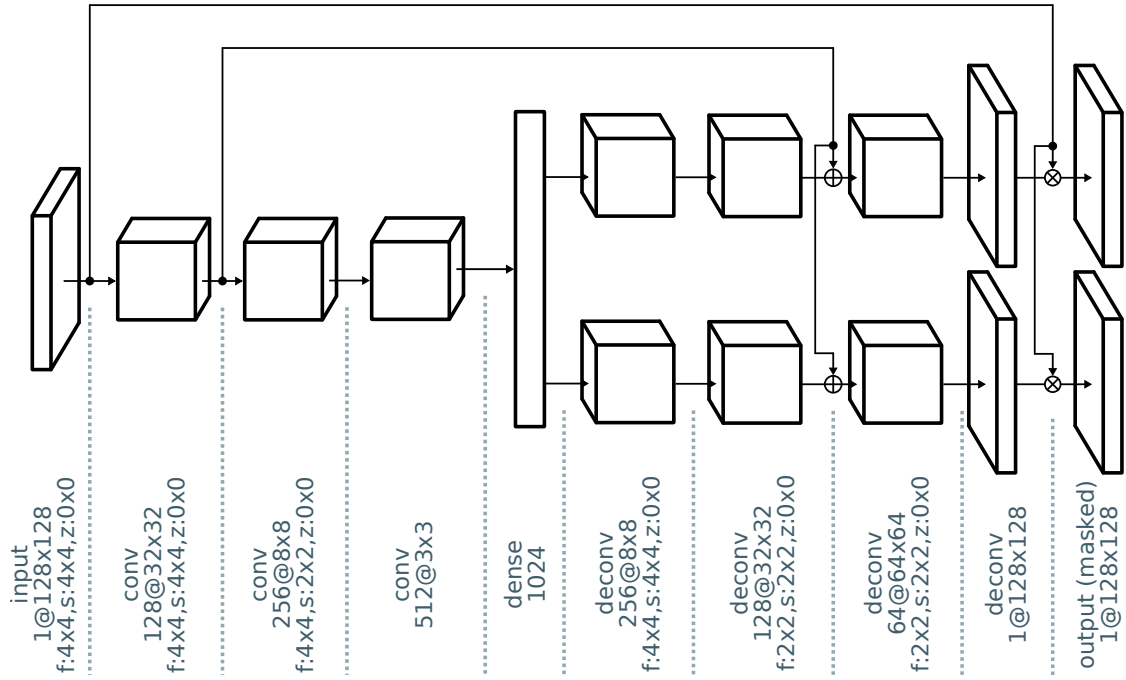 input
1@128x128
f:4x4,s:4x4,z:0x0
conv
128@32x32
f:4x4,s:4x4,z:0x0
conv
256@8x8
f:4x4,s:2x2,z:0x0
conv
512@3x3
dense
1024
deconv
256@8x8
f:4x4,s:4x4,z:0x0
deconv
128@32x32
f:2x2,s:2x2,z:0x0
deconv
64@64x64
f:2x2,s:2x2,z:0x0
deconv
1@128x128
output (masked)
1@128x128